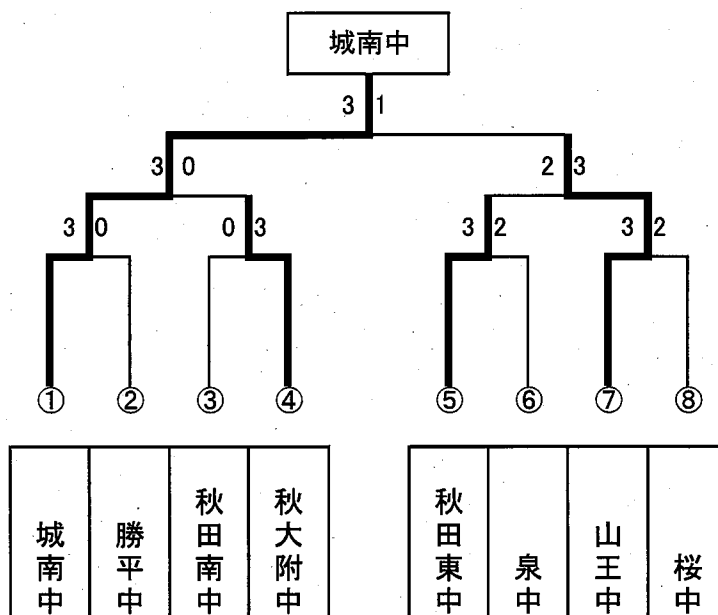 城南中
3 1
3 0
2 3
3 0
0 3
3 2
3 2
① ② ③ ④ ⑤ ⑥ ⑦ ⑧
城南中
勝平中
秋田南中
秋大附中
秋田東中
泉中
山王中
桜中